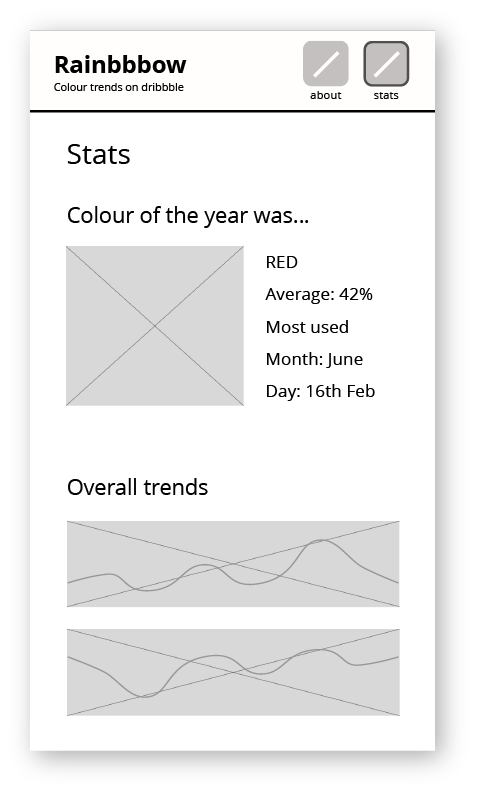 Rainbbbow
Colour trends on dribbble
about
stats
Stats
Colour of the year was...
RED
Average: 42%
Most used
Month: June
Day: 16th Feb
Overall trends